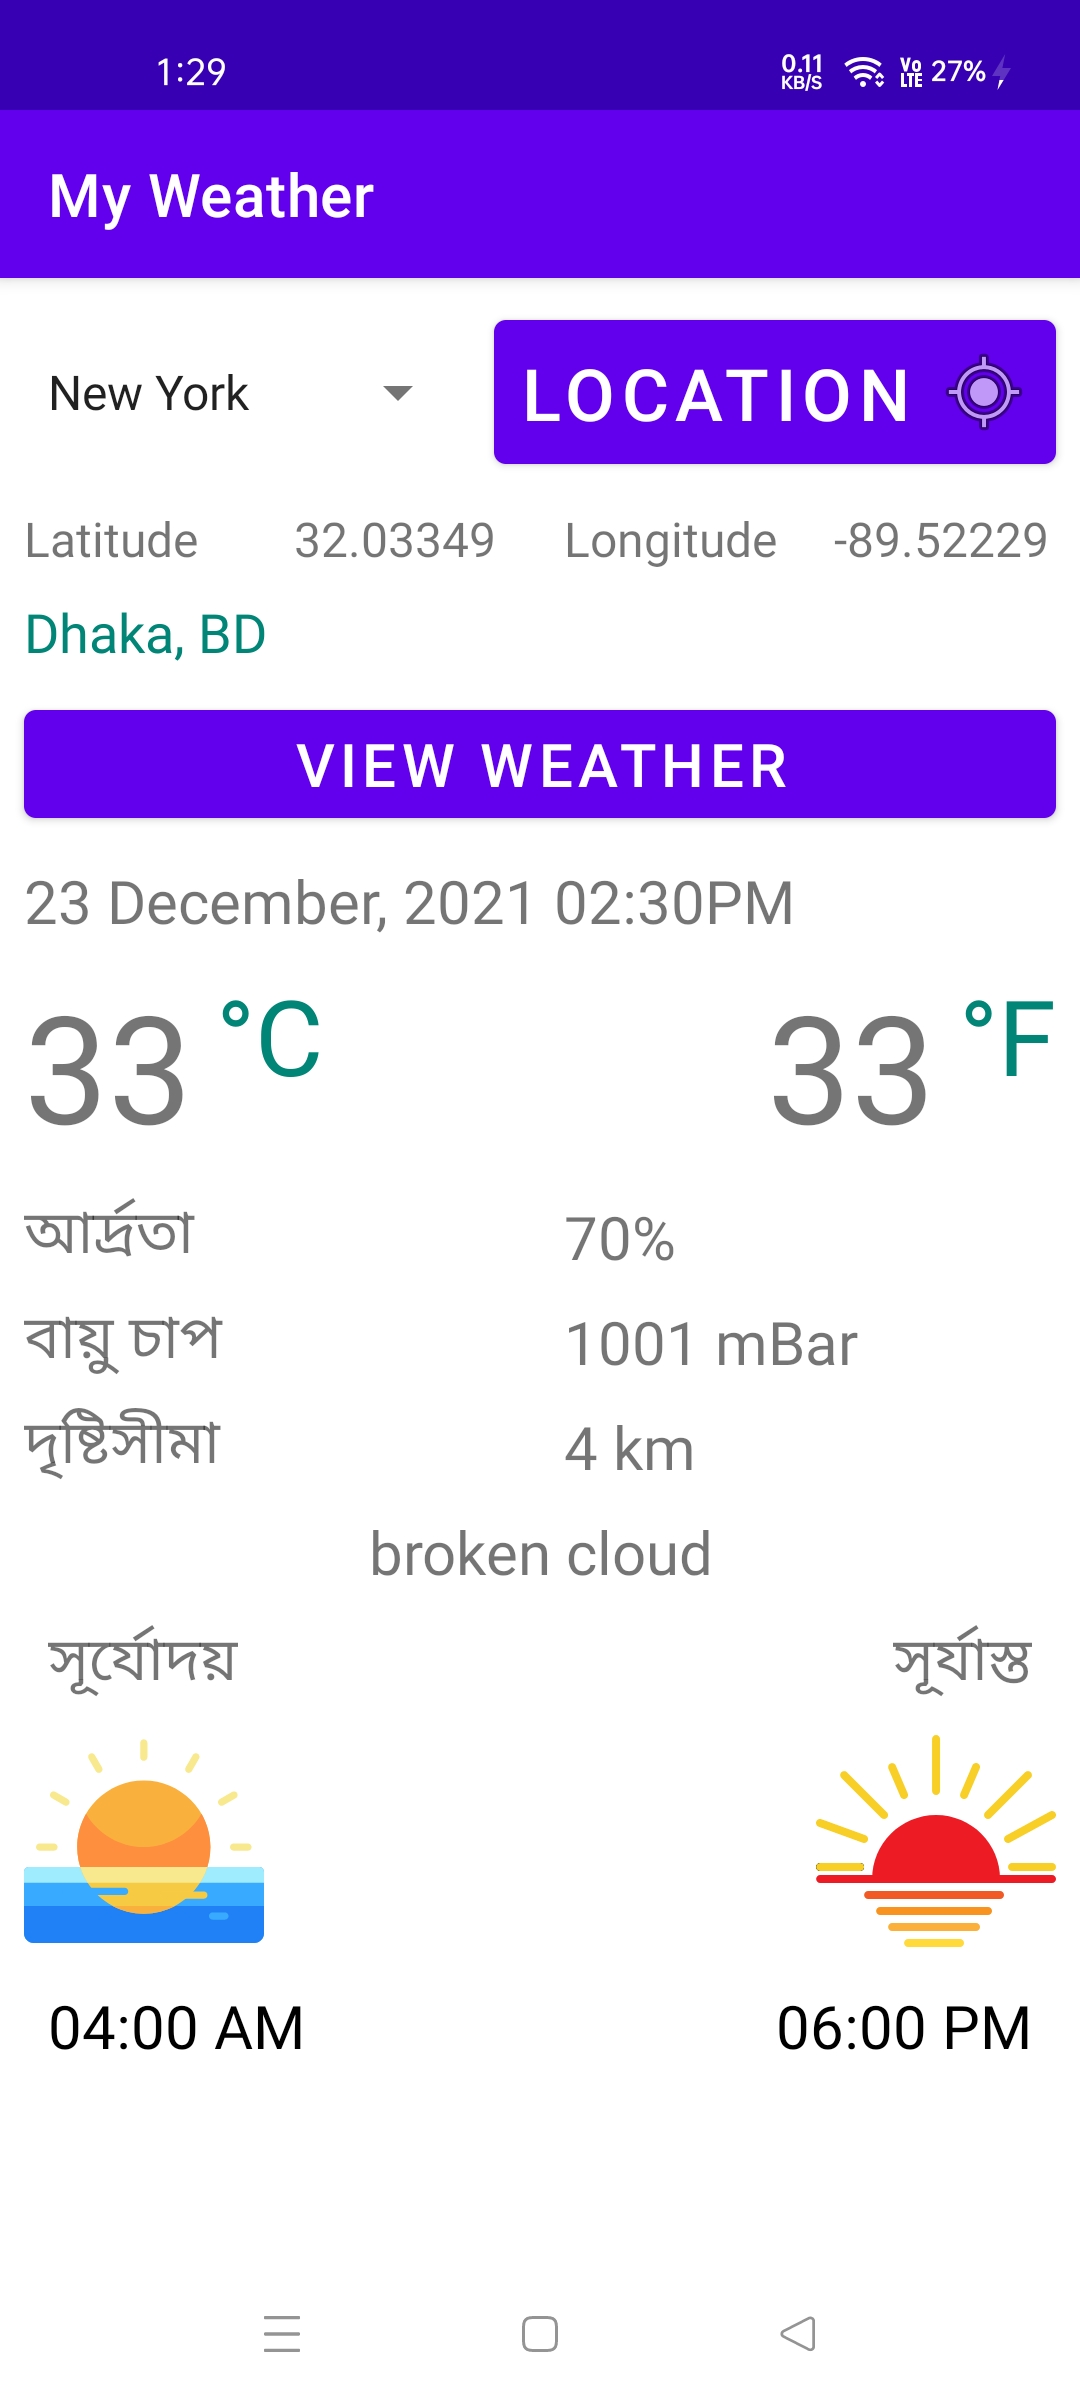 1:29 0.11 KB/S Vo LTE 27%
My Weather
New York LOCATION
Latitude 32.03349 Longitude -89.52229
Dhaka, BD
VIEW WEATHER
23 December, 2021 02:30PM
33 °C 33 °F
আর্দ্রতা 70%
বায়ু চাপ 1001 mBar
দৃষ্টিসীমা 4 km
broken cloud
সূর্যোদয় সূর্যাস্ত
04:00 AM 06:00 PM